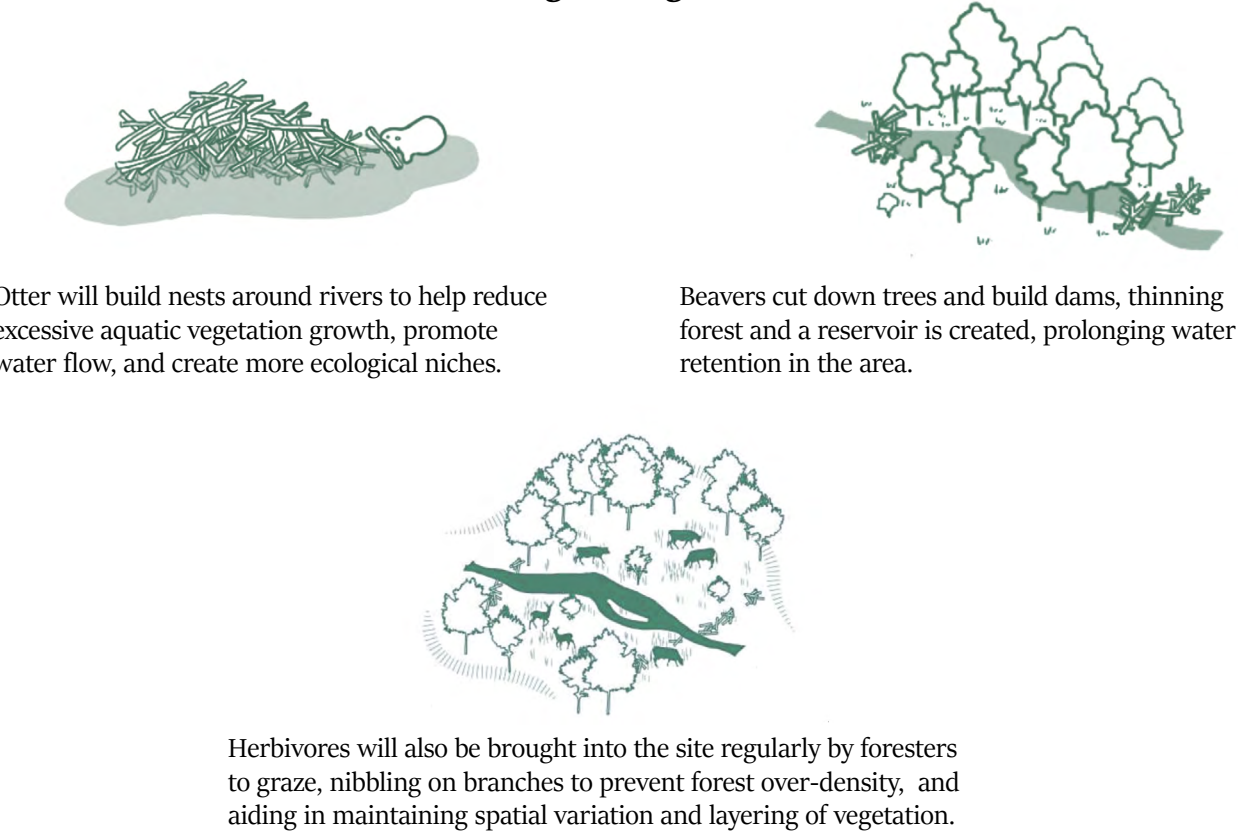 Otter will build nests around rivers to help reduce
excessive aquatic vegetation growth, promote
water flow, and create more ecological niches.
Beavers cut down trees and build dams, thinning
forest and a reservoir is created, prolonging water
retention in the area.
Herbivores will also be brought into the site regularly by foresters
to graze, nibbling on branches to prevent forest over-density, and
aiding in maintaining spatial variation and layering of vegetation.